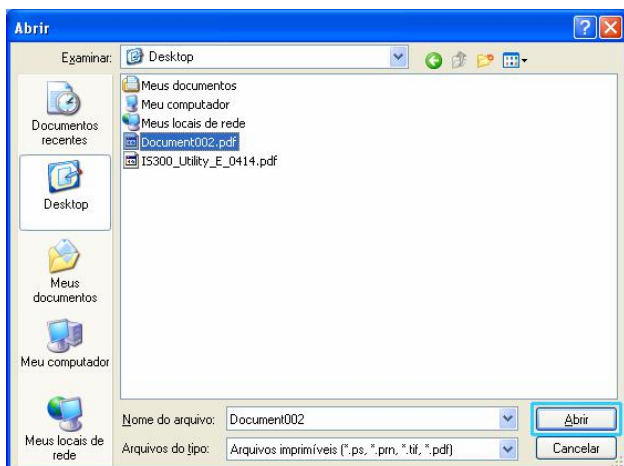 Abrir
Examinar: Desktop
Documentos
recentes
Desktop
Meus
documentos
Meu computador
Meus locais de
rede
Meus documentos
Meu computador
Meus locais de rede
Document002.pdf
IS300_Utility_E_0414.pdf
Nome do arquivo: Document002 Abrir
Arquivos do tipo: Arquivos imprimíveis (*.ps, *.prn, *.tif, *.pdf) Cancelar